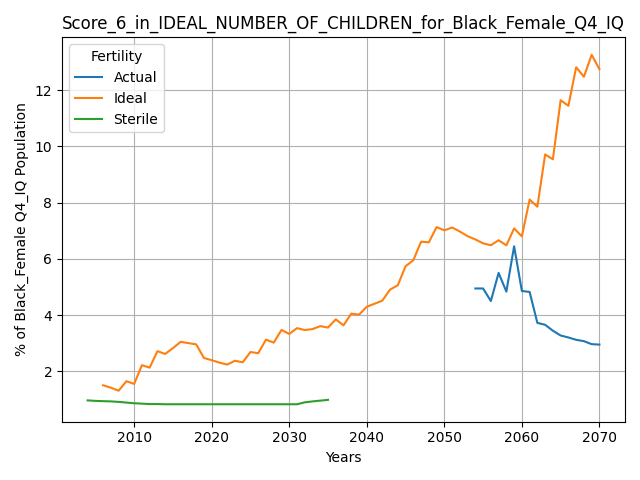 Score_6_in_IDEAL_NUMBER_OF_CHILDREN_for_Black_Female_Q4_IQ
Fertility
Actual
Ideal
Sterile
% of Black_Female Q4_IQ Population
12
10
8
6
4
2
2010 2020 2030 2040 2050 2060 2070
Years